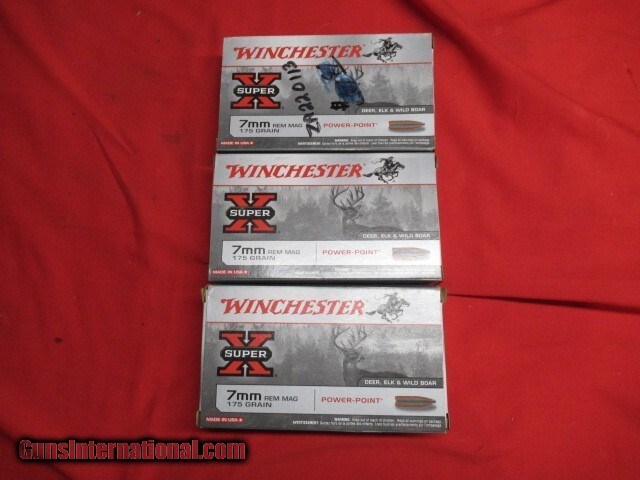 WINCHESTER
ZA220113
#
X
SUPER
DEER, ELK & WILD BOAR
7mm REM MAG
175 GRAIN
POWER-POINT
MADE IN USA
WINCHESTER
X
SUPER
DEER, ELK & WILD BOAR
7mm REM MAG
175 GRAIN
POWER-POINT
MADE IN USA
WINCHESTER
X
SUPER
DEER, ELK & WILD BOAR
7mm REM MAG
175 GRAIN
POWER-POINT
MADE IN USA
GunsInternational.com